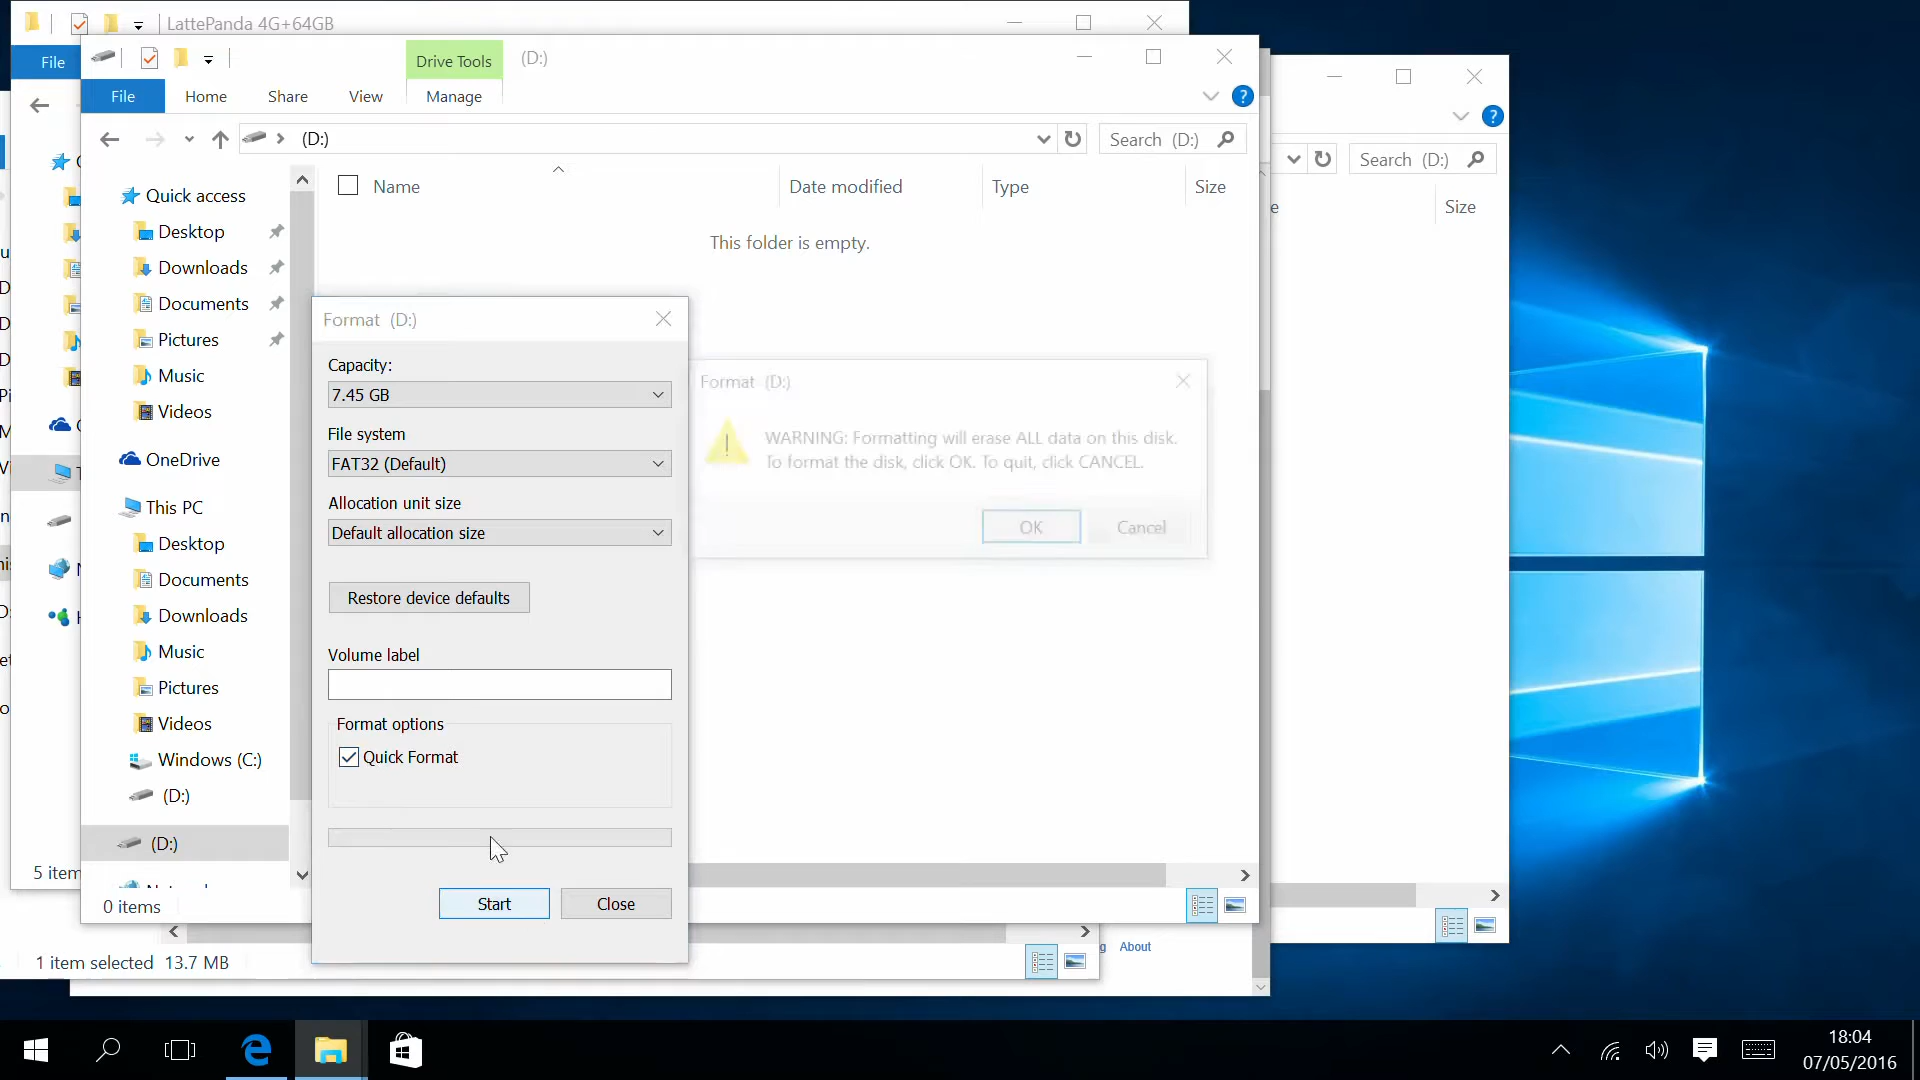 LattePanda 4G+64GB
File
Drive Tools
(D:)
File
Home
Share
View
Manage
(D:)
Search (D:)
Search (D:)
Name
Date modified
Type
Size
Size
This folder is empty.
Quick access
Desktop
Downloads
Documents
Pictures
Music
Videos
OneDrive
This PC
Desktop
Documents
Downloads
Music
Pictures
Videos
Windows (C:)
(D:)
(D:)
0 items
Format (D:)
Capacity:
7.45 GB
File system
FAT32 (Default)
Allocation unit size
Default allocation size
Restore device defaults
Volume label
Format options
Quick Format
Start
Close
Format (D:)
WARNING: Formatting will erase ALL data on this disk.
To format the disk, click OK. To quit, click CANCEL.
OK
Cancel
1 item selected 13.7 MB
About
18:04
07/05/2016